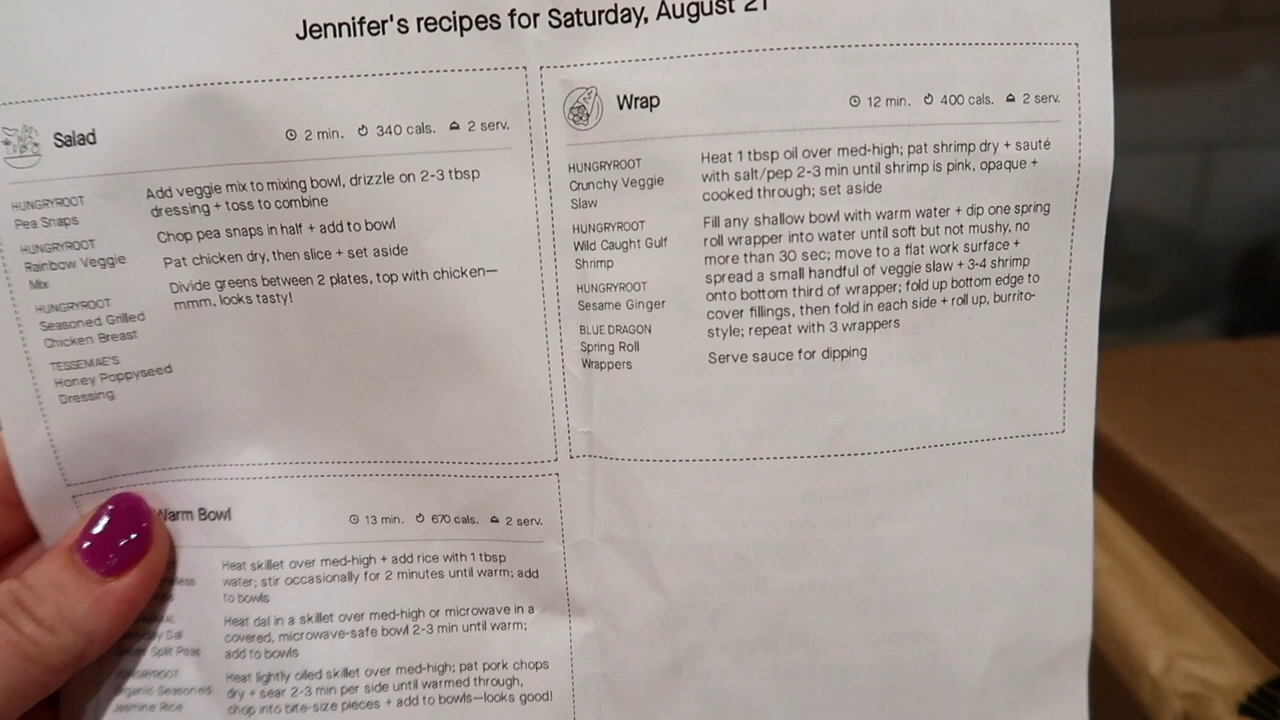 Jennifer's recipes for Saturday, August 21
Salad
2 min. 340 cals. 2 serv.
HUNGRYROOT
Pea Snaps
HUNGRYROOT
Rainbow Veggie
Mix
HUNGRYROOT
Seasoned Grilled
Chicken Breast
TESSEMAE'S
Honey Poppyseed
Dressing
Add veggie mix to mixing bowl, drizzle on 2-3 tbsp
dressing + toss to combine
Chop pea snaps in half + add to bowl
Pat chicken dry, then slice + set aside
Divide greens between 2 plates, top with chicken—
mmm, looks tasty!
Wrap
12 min. 400 cals. 2 serv.
HUNGRYROOT
Crunchy Veggie
Slaw
HUNGRYROOT
Wild Caught Gulf
Shrimp
HUNGRYROOT
Sesame Ginger
BLUE DRAGON
Spring Roll
Wrappers
Heat 1 tbsp oil over med-high; pat shrimp dry + sauté
with salt/pep 2-3 min until shrimp is pink, opaque +
cooked through; set aside
Fill any shallow bowl with warm water + dip one spring
roll wrapper into water until soft but not mushy, no
more than 30 sec; move to a flat work surface +
spread a small handful of veggie slaw + 3-4 shrimp
onto bottom third of wrapper; fold up bottom edge to
cover fillings, then fold in each side + roll up, burrito-
style; repeat with 3 wrappers
Serve sauce for dipping
Warm Bowl
13 min. 670 cals. 2 serv.
Dal
Split Peas
HUNGRYROOT
Organic Seasoned
Jasmine Rice
Heat skillet over med-high + add rice with 1 tbsp
water; stir occasionally for 2 minutes until warm; add
to bowls
Heat dal in a skillet over med-high or microwave in a
covered, microwave-safe bowl 2-3 min until warm;
add to bowls
Heat lightly oiled skillet over med-high; pat pork chops
dry + sear 2-3 min per side until warmed through,
chop into bite-size pieces + add to bowls—looks good!